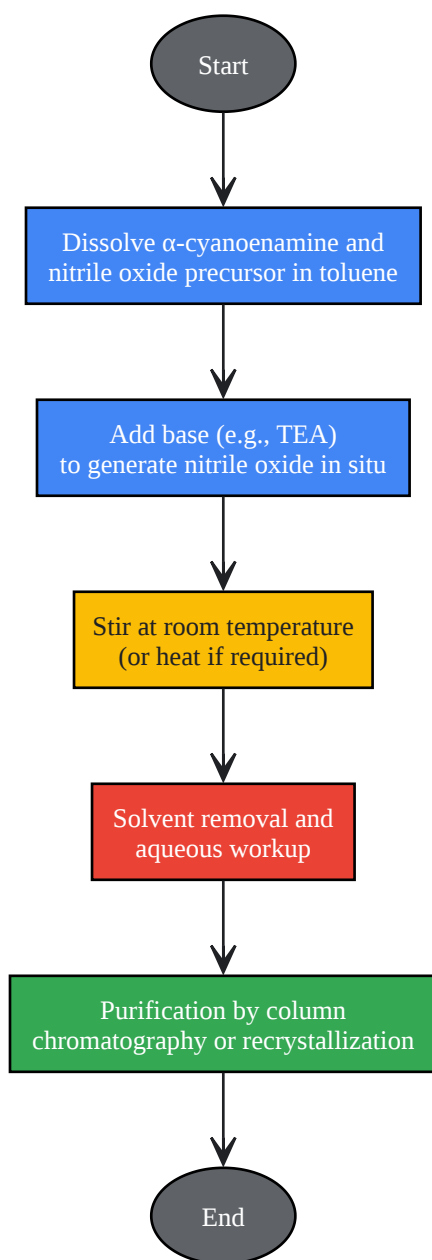 Start
Dissolve α-cyanoenamine and
nitrile oxide precursor in toluene
Add base (e.g., TEA)
to generate nitrile oxide in situ
Stir at room temperature
(or heat if required)
Solvent removal and
aqueous workup
Purification by column
chromatography or recrystallization
End